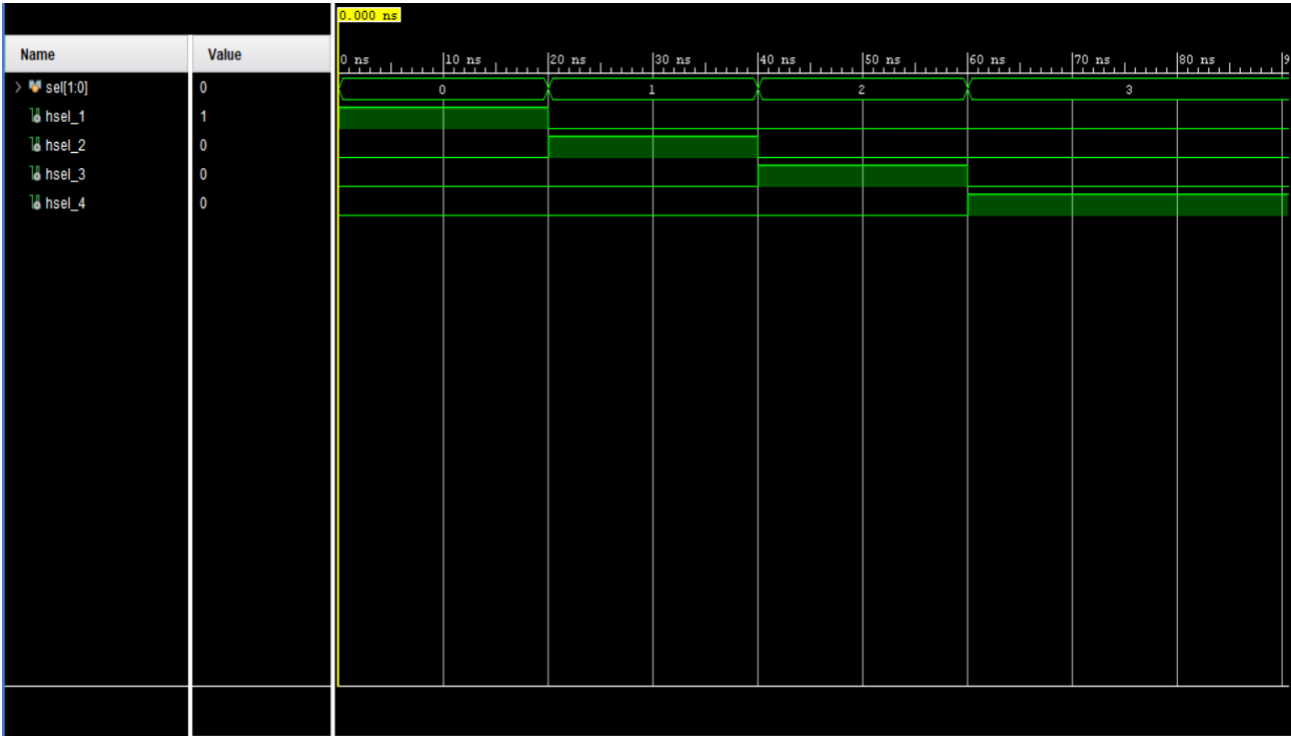 0.000 ns
Name Value
0 ns 10 ns 20 ns 30 ns 40 ns 50 ns 60 ns 70 ns 80 ns 9
> sel[1:0] 0 0 1 2 3
hsel_1 1
hsel_2 0
hsel_3 0
hsel_4 0